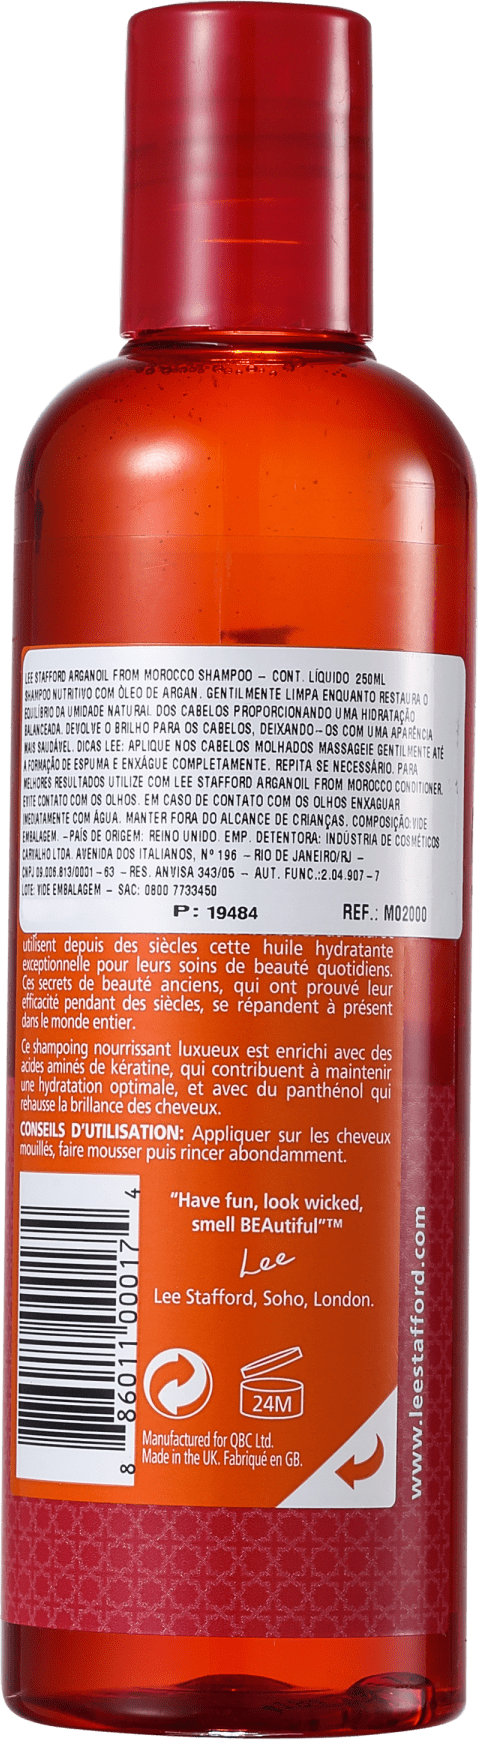 LEE STAFFORD ARGANOIL FROM MOROCCO SHAMPOO – CONT. LÍQUIDO 250ML
SHAMPOO NUTRITIVO COM ÓLEO DE ARGAN. GENTILMENTE LIMPA ENQUANTO RESTAURA O
EQUILÍBRIO DA UMIDADE NATURAL DOS CABELOS PROPORCIONANDO UMA HIDRATAÇÃO
BALANCEADA. DEVOLVE O BRILHO PARA OS CABELOS, DEIXANDO-OS COM UMA APARÊNCIA
MAIS SAUDÁVEL. DICAS LEE: APLIQUE NOS CABELOS MOLHADOS MASSAGEIE GENTILMENTE ATÉ
A FORMAÇÃO DE ESPUMA E ENXÁGUE COMPLETAMENTE. REPITA SE NECESSÁRIO. PARA
MELHORES RESULTADOS UTILIZE COM LEE STAFFORD ARGANOIL FROM MOROCCO CONDITIONER.
EVITE CONTATO COM OS OLHOS. EM CASO DE CONTATO COM OS OLHOS ENXAGUAR
IMEDIATAMENTE COM ÁGUA. MANTER FORA DO ALCANCE DE CRIANÇAS. COMPOSIÇÃO:VIDE
EMBALAGEM. –PAÍS DE ORIGEM: REINO UNIDO. EMP. DETENTORA: INDÚSTRIA DE COSMÉTICOS
CARVALHO LTDA. AVENIDA DOS ITALIANOS, Nº 196 – RIO DE JANEIRO/RJ –
CNPJ 09.006.813/0001-63 – RES. ANVISA 343/05 – AUT. FUNC.:2.04.907-7
LOTE: VIDE EMBALAGEM – SAC: 0800 7733450
P: 19484 REF.: M02000
utilisent depuis des siècles cette huile hydratante
exceptionnelle pour leurs soins de beauté quotidiens.
Ces secrets de beauté anciens, qui ont prouvé leur
efficacité pendant des siècles, se répandent à présent
dans le monde entier.
Ce shampoing nourrissant luxueux est enrichi avec des
acides aminés de kératine, qui contribuent à maintenir
une hydratation optimale, et avec du panthénol qui
rehausse la brillance des cheveux.
CONSEILS D'UTILISATION: Appliquer sur les cheveux
mouillés, faire mousser puis rincer abondamment.
"Have fun, look wicked,
smell BEAutiful"™
Lee
Lee Stafford, Soho, London.
24M
Manufactured for QBC Ltd.
Made in the UK. Fabriqué en GB.
8 86011 00017 4
www.leestafford.com